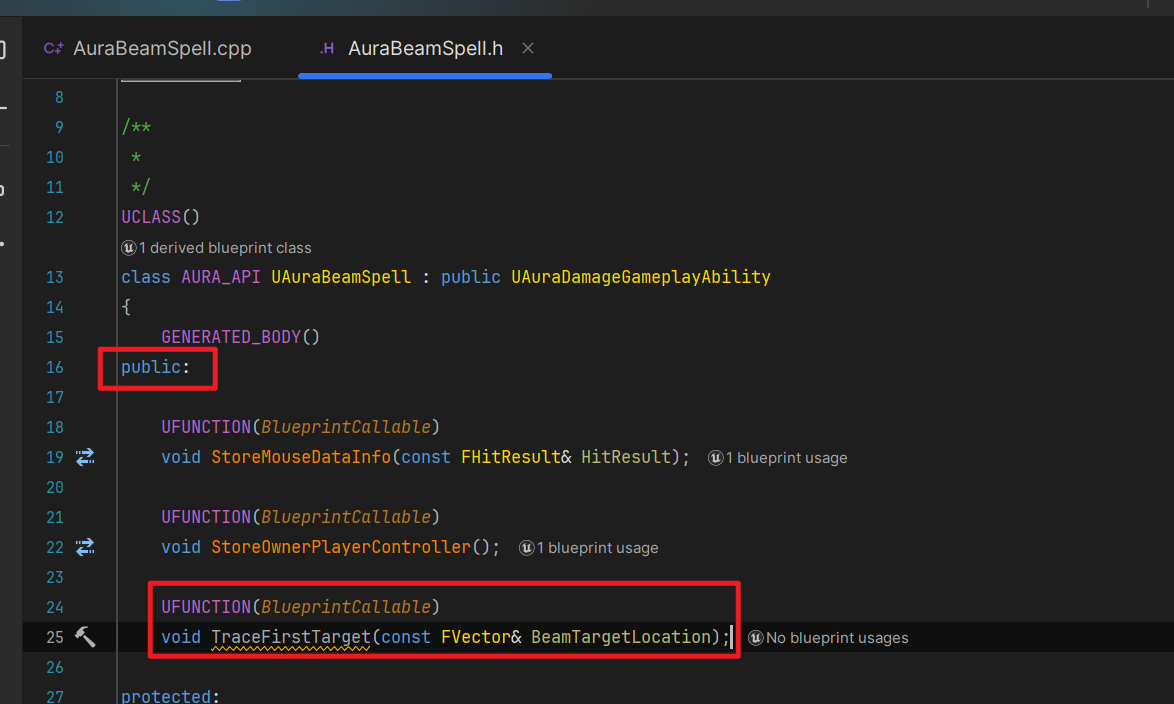 C++ AuraBeamSpell.cpp
.H AuraBeamSpell.h ×
8
9 /**
10 *
11 */
12 UCLASS()
1 derived blueprint class
13 class AURA_API UAuraBeamSpell : public UAuraDamageGameplayAbility
14 {
15 GENERATED_BODY()
16 public:
17
18 UFUNCTION(BlueprintCallable)
19 void StoreMouseDataInfo(const FHitResult& HitResult); 1 blueprint usage
20
21 UFUNCTION(BlueprintCallable)
22 void StoreOwnerPlayerController(); 1 blueprint usage
23
24 UFUNCTION(BlueprintCallable)
25 void TraceFirstTarget(const FVector& BeamTargetLocation); No blueprint usages
26
27 protected: